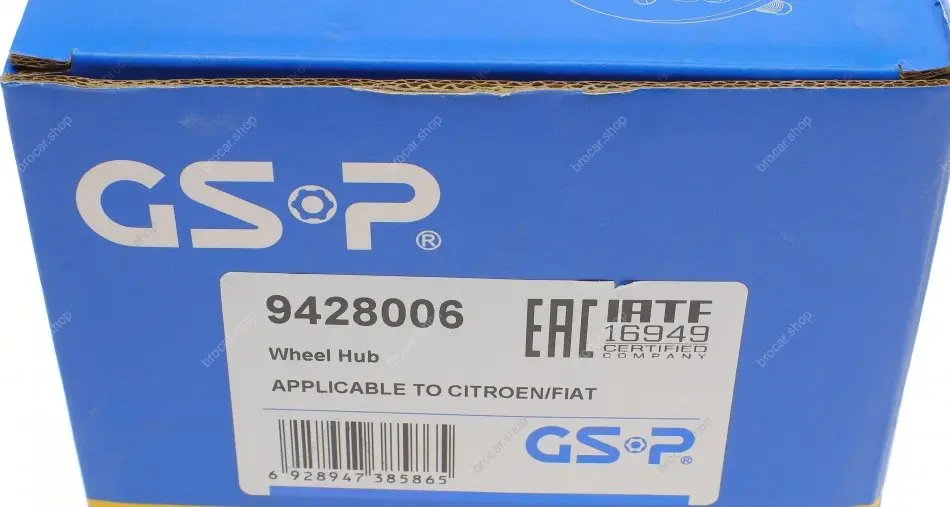 GSP®
9428006
EAC
IATF
16949
CERTIFIED
COMPANY
Wheel Hub
APPLICABLE TO CITROEN/FIAT
GSP®
6 928947 385865
brocar.shop